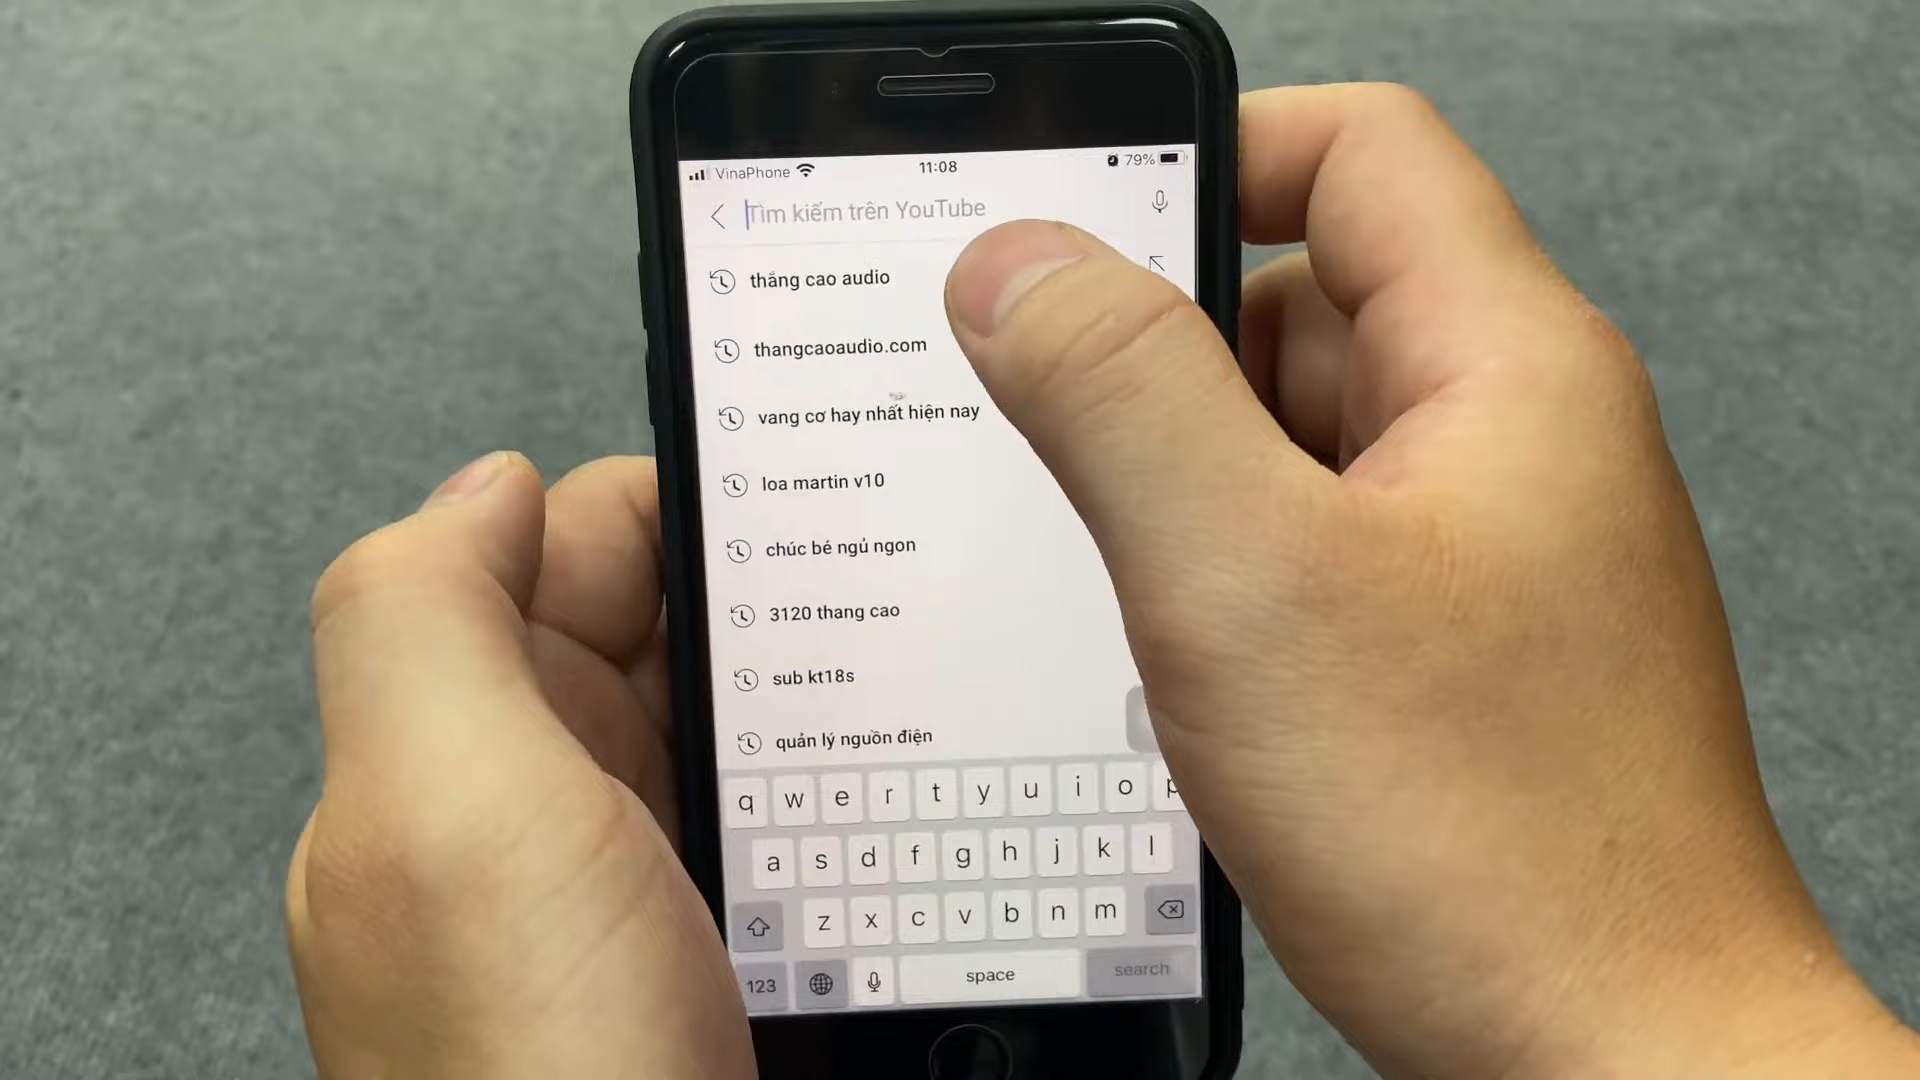 VinaPhone 11:08 79%
Tìm kiếm trên YouTube
thắng cao audio
thangcaoaudio.com
vang cơ hay nhất hiện nay
loa martin v10
chúc bé ngủ ngon
3120 thang cao
sub kt18s
quản lý nguồn điện
q w e r t y u i o p
a s d f g h j k l
z x c v b n m
123 space search